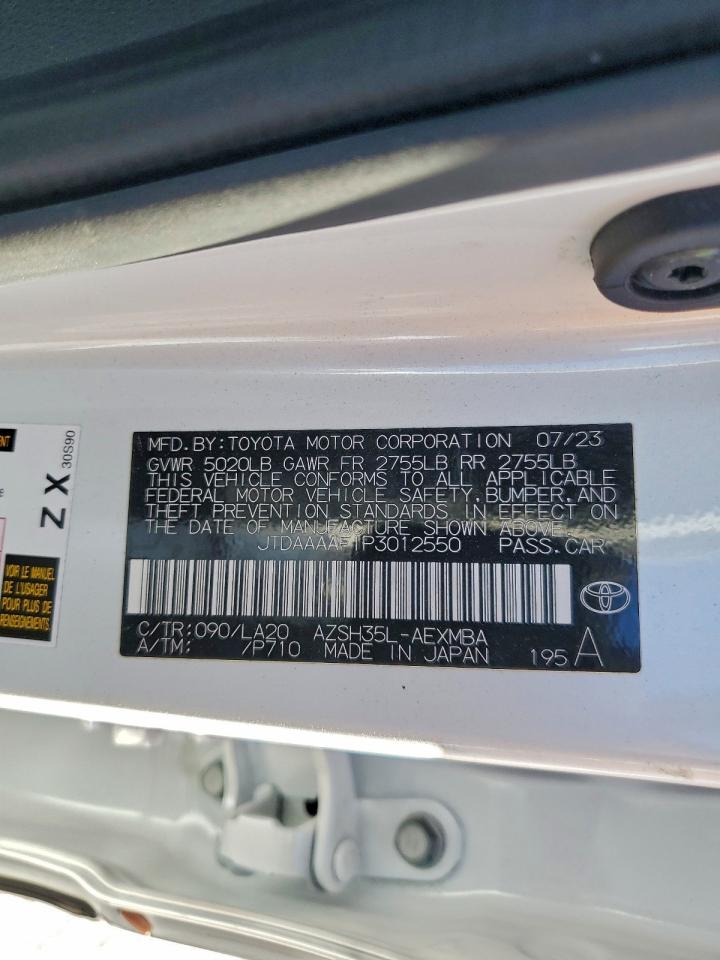 MFD.BY:TOYOTA MOTOR CORPORATION 07/23
GVWR 5020LB GAWR FR 2755LB RR 2755LB
THIS VEHICLE CONFORMS TO ALL APPLICABLE
FEDERAL MOTOR VEHICLE SAFETY,BUMPER,AND
THEFT PREVENTION STANDARDS IN EFFECT ON
THE DATE OF MANUFACTURE SHOWN ABOVE.
PASS.CAR
C/TR:090/LA20 AZSH35L-AEXMBA
A/TM: /P710 MADE IN JAPAN 195 A
ZX
30S90
VOIR LE MANUEL
DE L'USAGER
POUR PLUS DE
RENSEIGNEMENTS